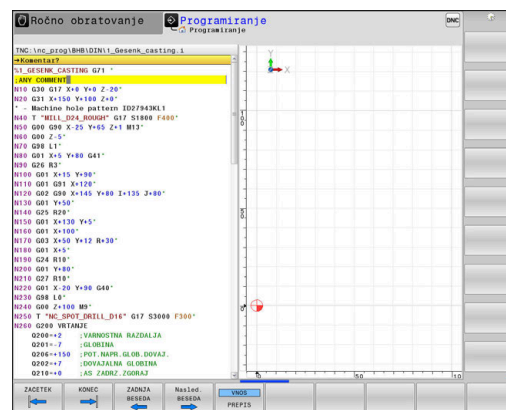 Ročno obratovanje
Programiranje
Programiranje
DNC
TNC:\nc_prog\BHB\DIN\1_Gesenk_casting.i
→Komentar?
%1_GESENK_CASTING G71 *
;ANY COMMENT
N10 G30 G17 X+0 Y+0 Z-20*
N20 G31 X+150 Y+100 Z+0*
* - Machine hole pattern ID27943KL1
N40 T "MILL_D24_ROUGH" G17 S1800 F400*
N50 G00 G90 X-25 Y+65 Z+1 M13*
N60 G00 Z-5*
N70 G98 L1*
N80 G01 X+5 Y+80 G41*
N90 G26 R3*
N100 G01 X+15 Y+90*
N110 G01 G91 X+120*
N120 G02 G90 X+145 Y+80 I+135 J+80*
N130 G01 Y+50*
N140 G25 R20*
N150 G01 X+130 Y+5*
N160 G01 X+100*
N170 G03 X+50 Y+12 R+30*
N180 G01 X+5*
N190 G24 R10*
N200 G01 Y+80*
N210 G27 R10*
N220 G01 X-20 Y+90 G40*
N230 G98 L0*
N240 G00 Z+100 M9*
N250 T "NC_SPOT_DRILL_D16" G17 S3000 F300*
N260 G200 VRTANJE
Q200=+2 ;VARNOSTNA RAZDALJA
Q201=-7 ;GLOBINA
Q206=+150 ;POT.NAPR.GLOB.DOVAJ.
Q202=+7 ;DOVAJALNA GLOBINA
Q210=+0 ;AS ZADRZ.ZGORAJ
Y
X
100
50
0
0
50
10
ZACETEK
KONEC
ZADNJA
BESEDA
Nasled.
BESEDA
VNOS
PREPIS